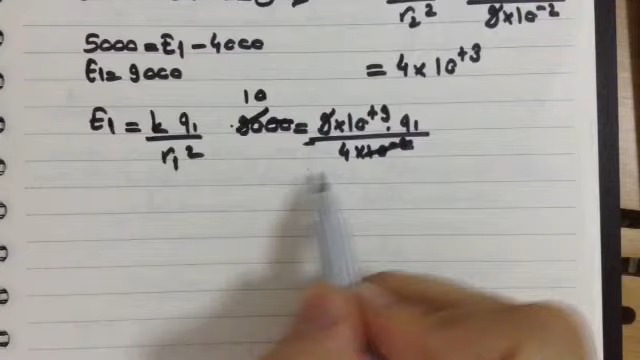 r₂² 9×10⁻²
5000 = E₁ - 4000
E₁ = 9000
= 4×10⁺³
10
E₁ = k q₁ / r₁² 9000 = 9×10⁺⁹ . q₁ / 4×10⁻²